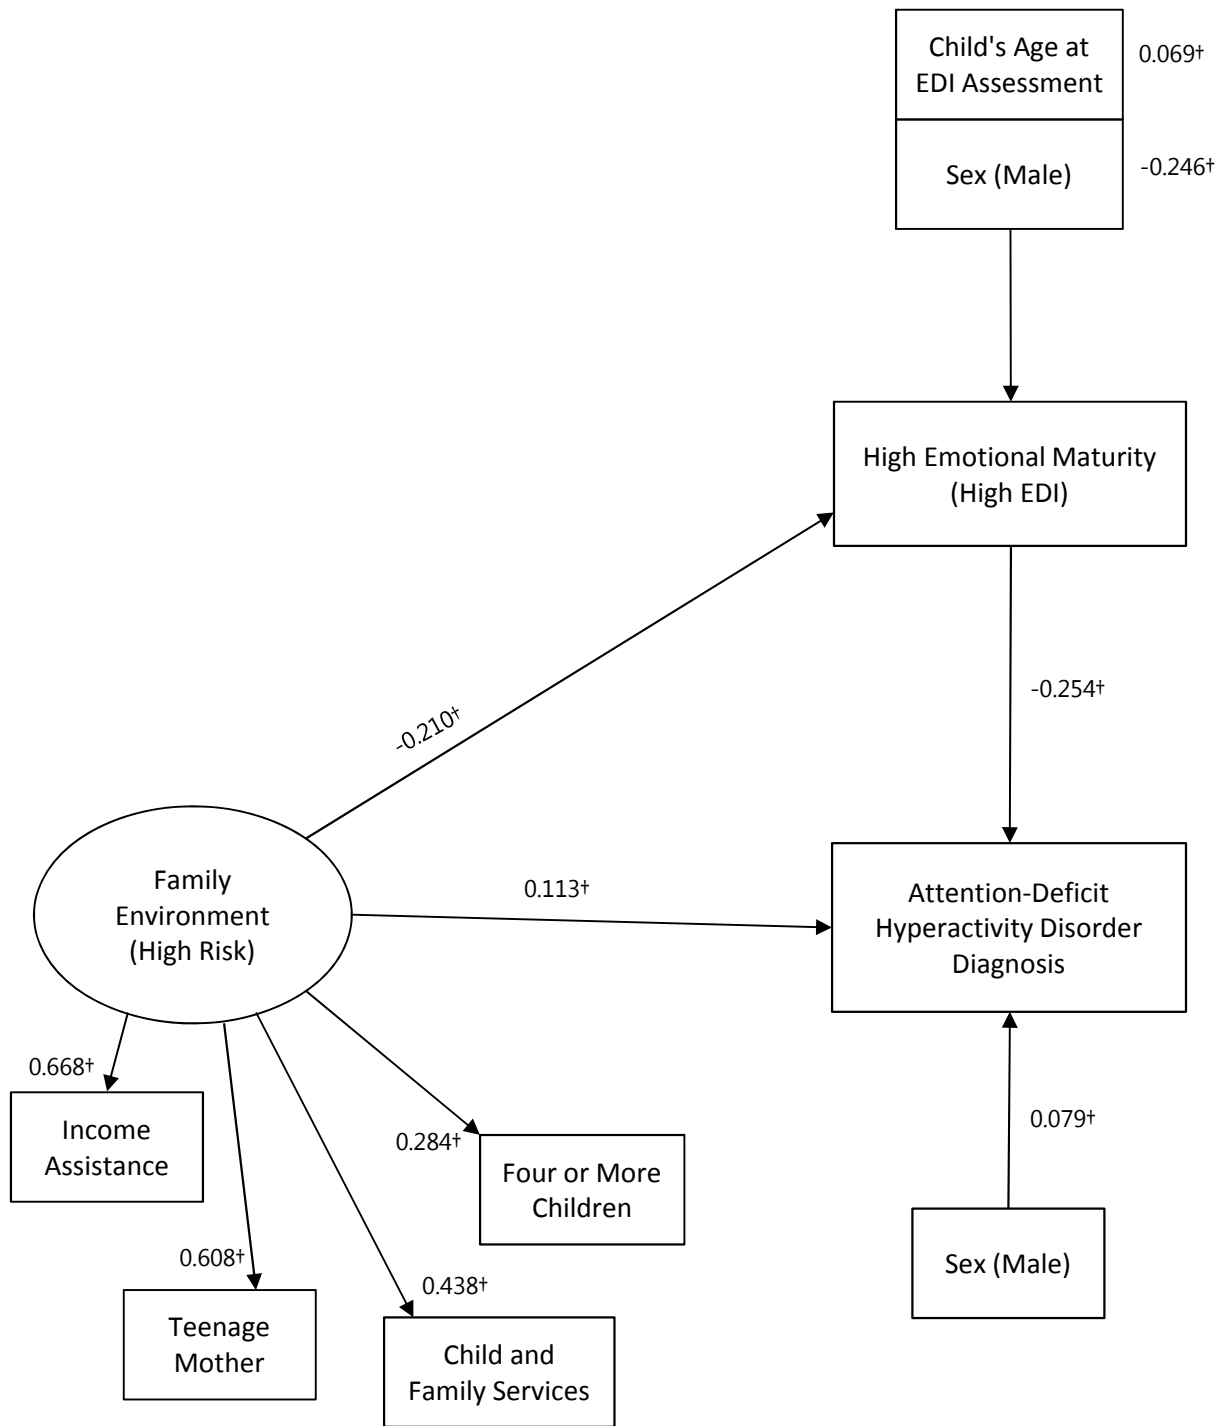 Child's Age at
EDI Assessment
0.069†
Sex (Male)
-0.246†
High Emotional Maturity
(High EDI)
-0.254†
-0.210†
Family
Environment
(High Risk)
0.113†
Attention-Deficit
Hyperactivity Disorder
Diagnosis
0.668†
Income
Assistance
0.284†
Four or More
Children
0.079†
Sex (Male)
0.608†
Teenage
Mother
0.438†
Child and
Family Services